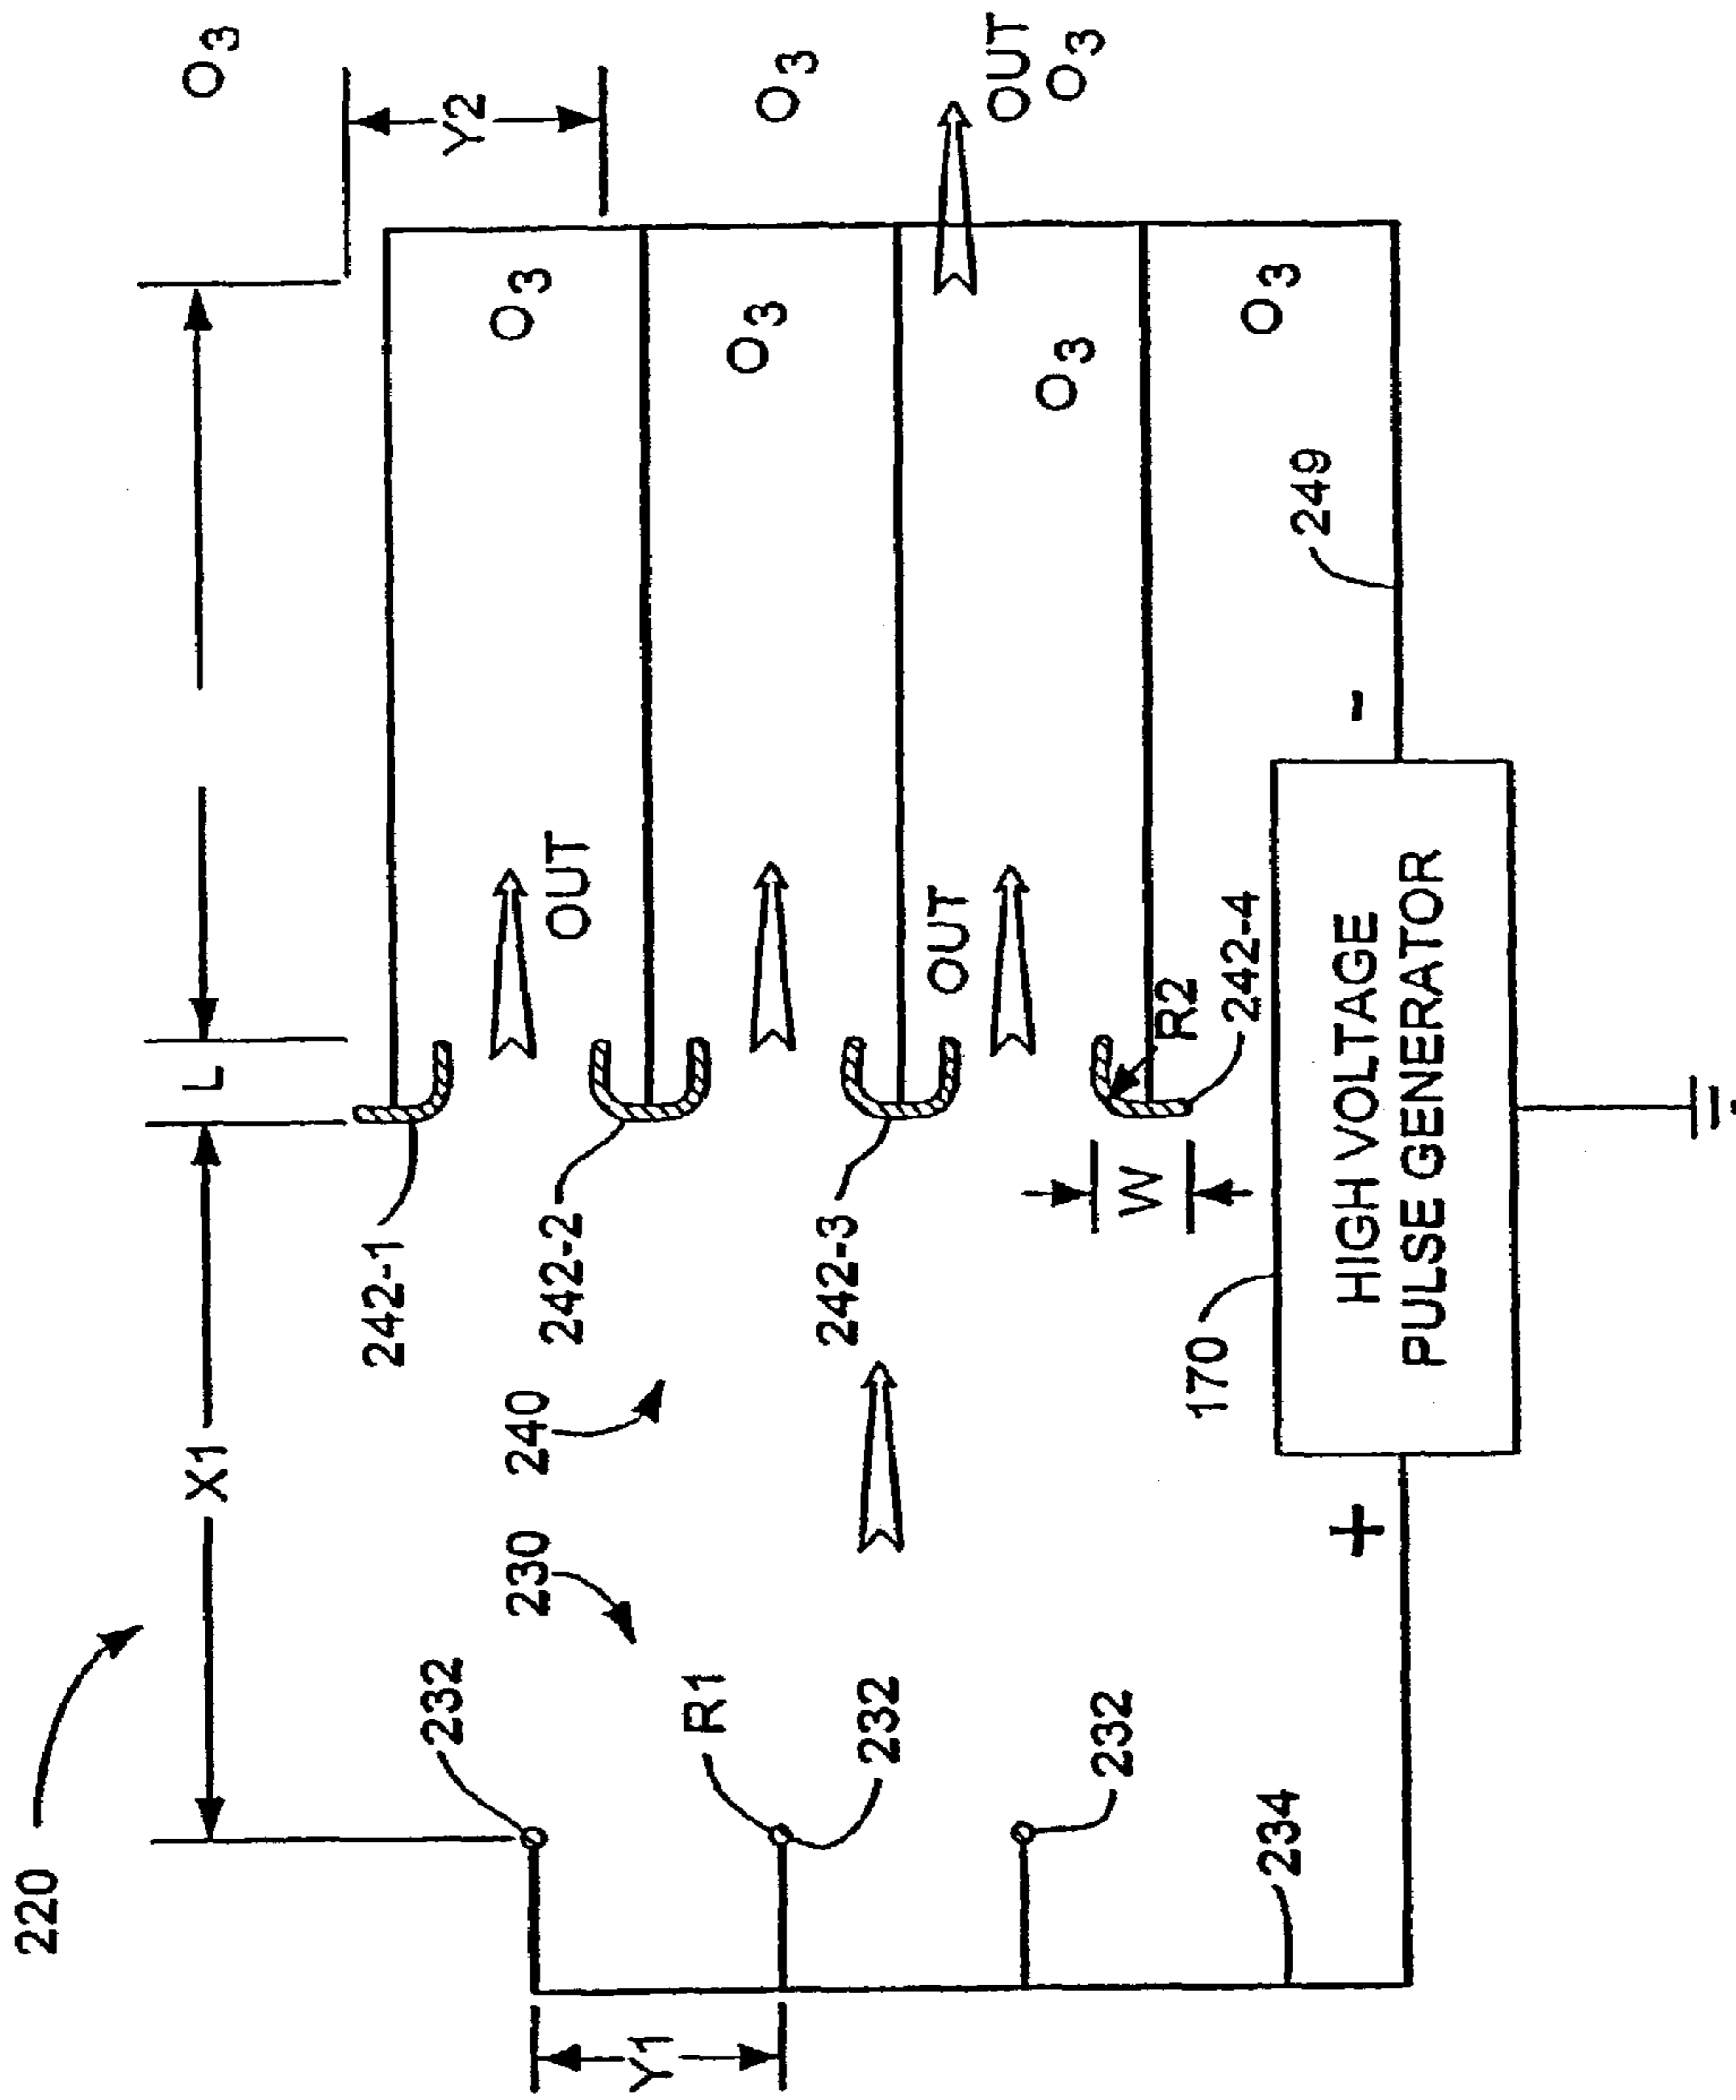 220
X1
L
O3
Y2
232
230
240
242-1
OUT
O3
R1
242-2
O3
O3
Y1
232
242-3
OUT
O3
OUT
O3
232
W
R2
242-4
O3
234
170
249
+
HIGH VOLTAGE
PULSE GENERATOR
-